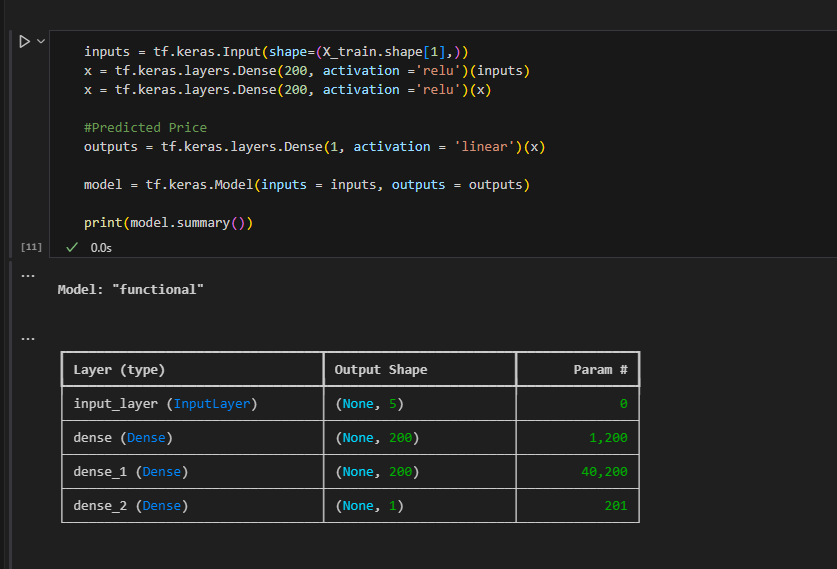 inputs = tf.keras.Input(shape=(X_train.shape[1],))
x = tf.keras.layers.Dense(200, activation ='relu')(inputs)
x = tf.keras.layers.Dense(200, activation ='relu')(x)
#Predicted Price
outputs = tf.keras.layers.Dense(1, activation = 'linear')(x)
model = tf.keras.Model(inputs = inputs, outputs = outputs)
print(model.summary())
[11] ✓ 0.0s
...
Model: "functional"
...
Layer (type) Output Shape Param #
input_layer (InputLayer) (None, 5) 0
dense (Dense) (None, 200) 1,200
dense_1 (Dense) (None, 200) 40,200
dense_2 (Dense) (None, 1) 201